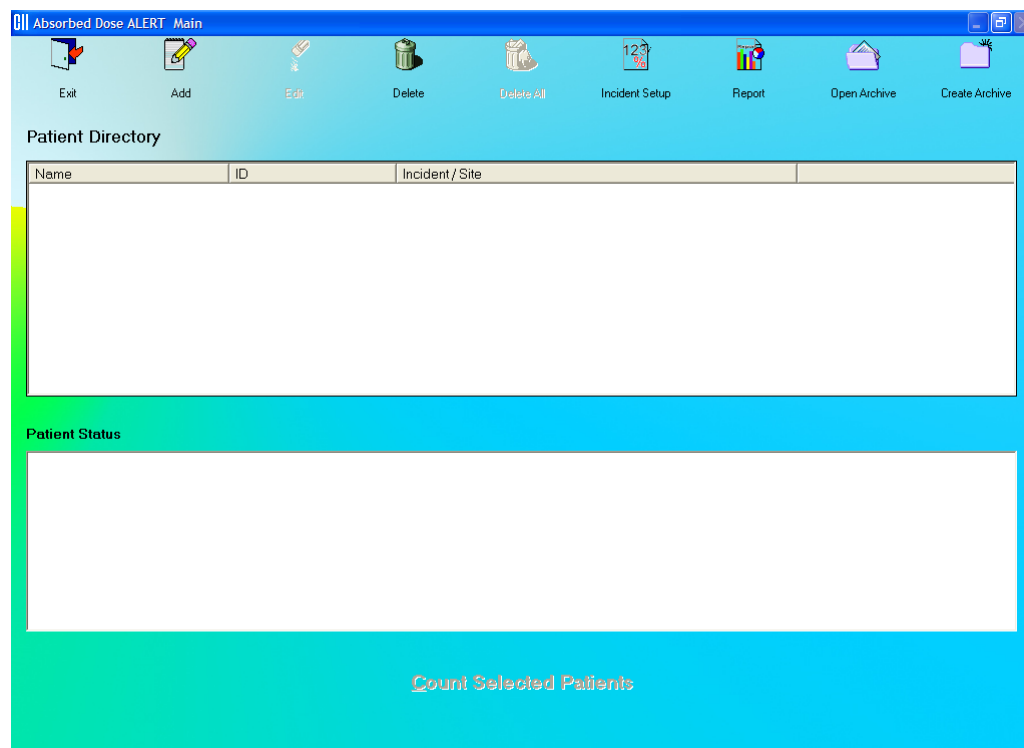 Absorbed Dose ALERT Main
123
%
Exit Add Edit Delete Delete All Incident Setup Report Open Archive Create Archive
Patient Directory
Name ID Incident / Site
Patient Status
Count Selected Patients